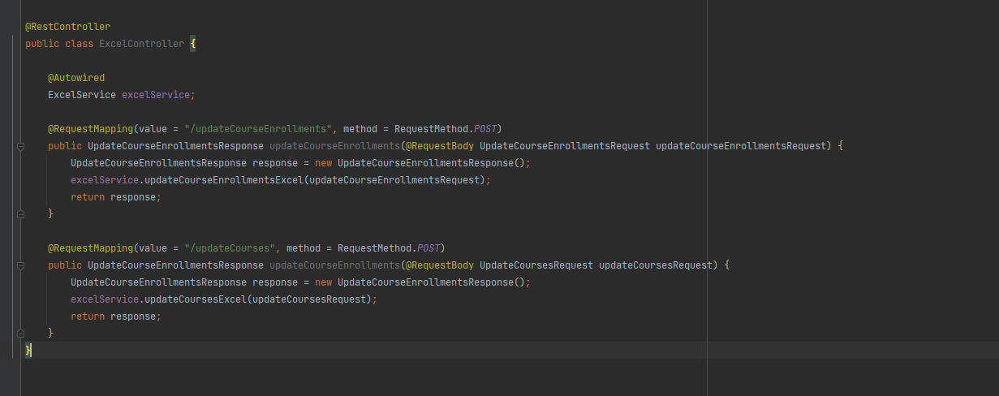 @RestController
public class ExcelController {
@Autowired
ExcelService excelService;
@RequestMapping(value = "/updateCourseEnrollments", method = RequestMethod.POST)
public UpdateCourseEnrollmentsResponse updateCourseEnrollments(@RequestBody UpdateCourseEnrollmentsRequest updateCourseEnrollmentsRequest) {
UpdateCourseEnrollmentsResponse response = new UpdateCourseEnrollmentsResponse();
excelService.updateCourseEnrollmentsExcel(updateCourseEnrollmentsRequest);
return response;
}
@RequestMapping(value = "/updateCourses", method = RequestMethod.POST)
public UpdateCourseEnrollmentsResponse updateCourseEnrollments(@RequestBody UpdateCoursesRequest updateCoursesRequest) {
UpdateCourseEnrollmentsResponse response = new UpdateCourseEnrollmentsResponse();
excelService.updateCoursesExcel(updateCoursesRequest);
return response;
}
}